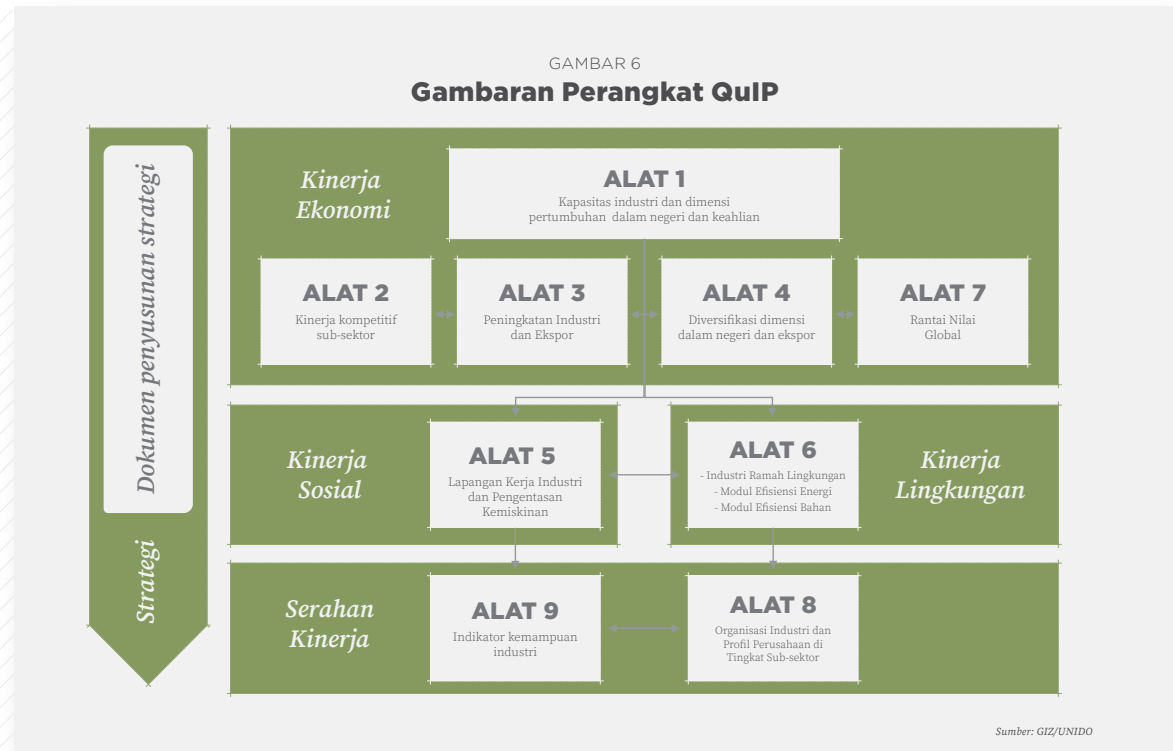 GAMBAR 6
Gambaran Perangkat QuIP
Dokumen penyusunan strategi
Strategi
Kinerja
Ekonomi
ALAT 1
Kapasitas industri dan dimensi
pertumbuhan dalam negeri dan keahlian
ALAT 2
Kinerja kompetitif
sub-sektor
ALAT 3
Peningkatan Industri
dan Ekspor
ALAT 4
Diversifikasi dimensi
dalam negeri dan ekspor
ALAT 7
Rantai Nilai
Global
Kinerja
Sosial
ALAT 5
Lapangan Kerja Industri
dan Pengentasan
Kemiskinan
ALAT 6
- Industri Ramah Lingkungan
- Modul Efisiensi Energi
- Modul Efisiensi Bahan
Kinerja
Lingkungan
Serahan
Kinerja
ALAT 9
Indikator kemampuan
industri
ALAT 8
Organisasi Industri dan
Profil Perusahaan di
Tingkat Sub-sektor
Sumber: GIZ/UNIDO